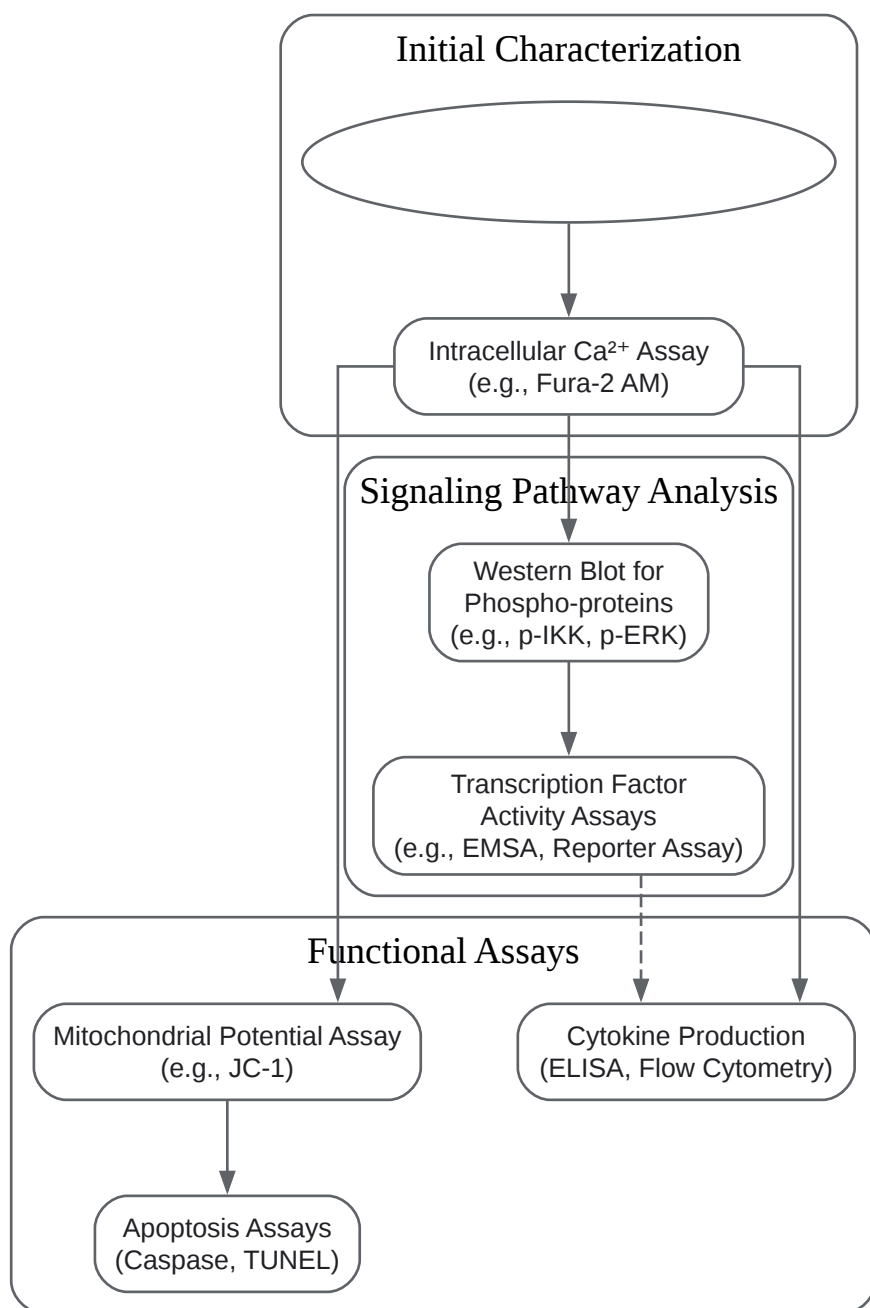 Initial Characterization
Intracellular Ca²⁺ Assay
(e.g., Fura-2 AM)
Signaling Pathway Analysis
Western Blot for
Phospho-proteins
(e.g., p-IKK, p-ERK)
Transcription Factor
Activity Assays
(e.g., EMSA, Reporter Assay)
Functional Assays
Mitochondrial Potential Assay
(e.g., JC-1)
Cytokine Production
(ELISA, Flow Cytometry)
Apoptosis Assays
(Caspase, TUNEL)